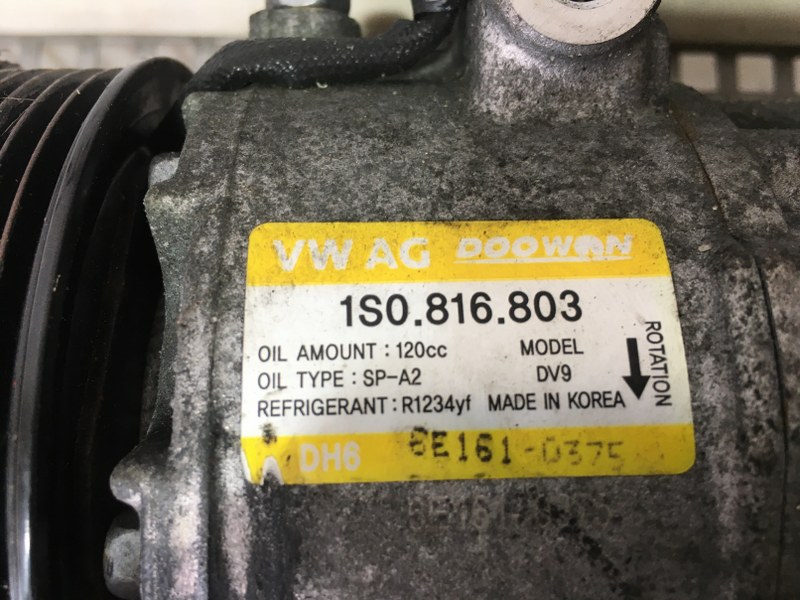 VW AG DOOWON
1S0.816.803
OIL AMOUNT : 120cc MODEL
OIL TYPE : SP-A2 DV9
REFRIGERANT : R1234yf MADE IN KOREA
ROTATION
DH6 6E161-0375